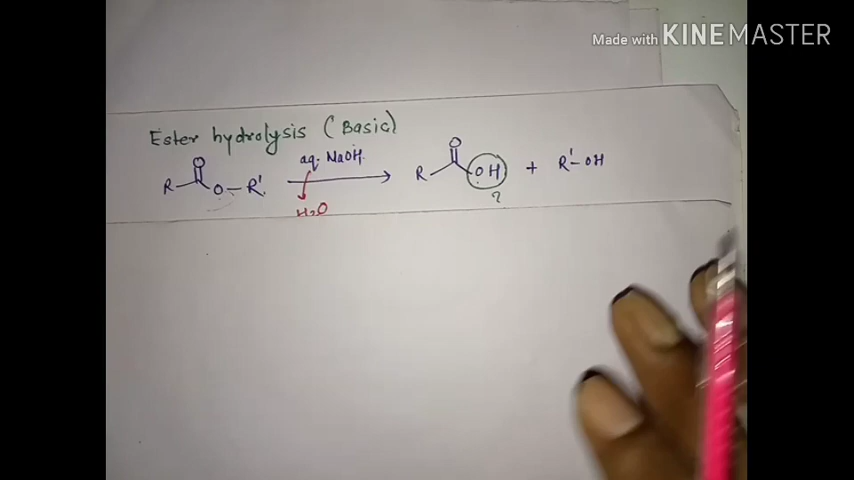 Made with KINEMASTER
Ester hydrolysis (Basic)
aq. NaOH
O O
R O-R' R OH + R'-OH
H2O ?